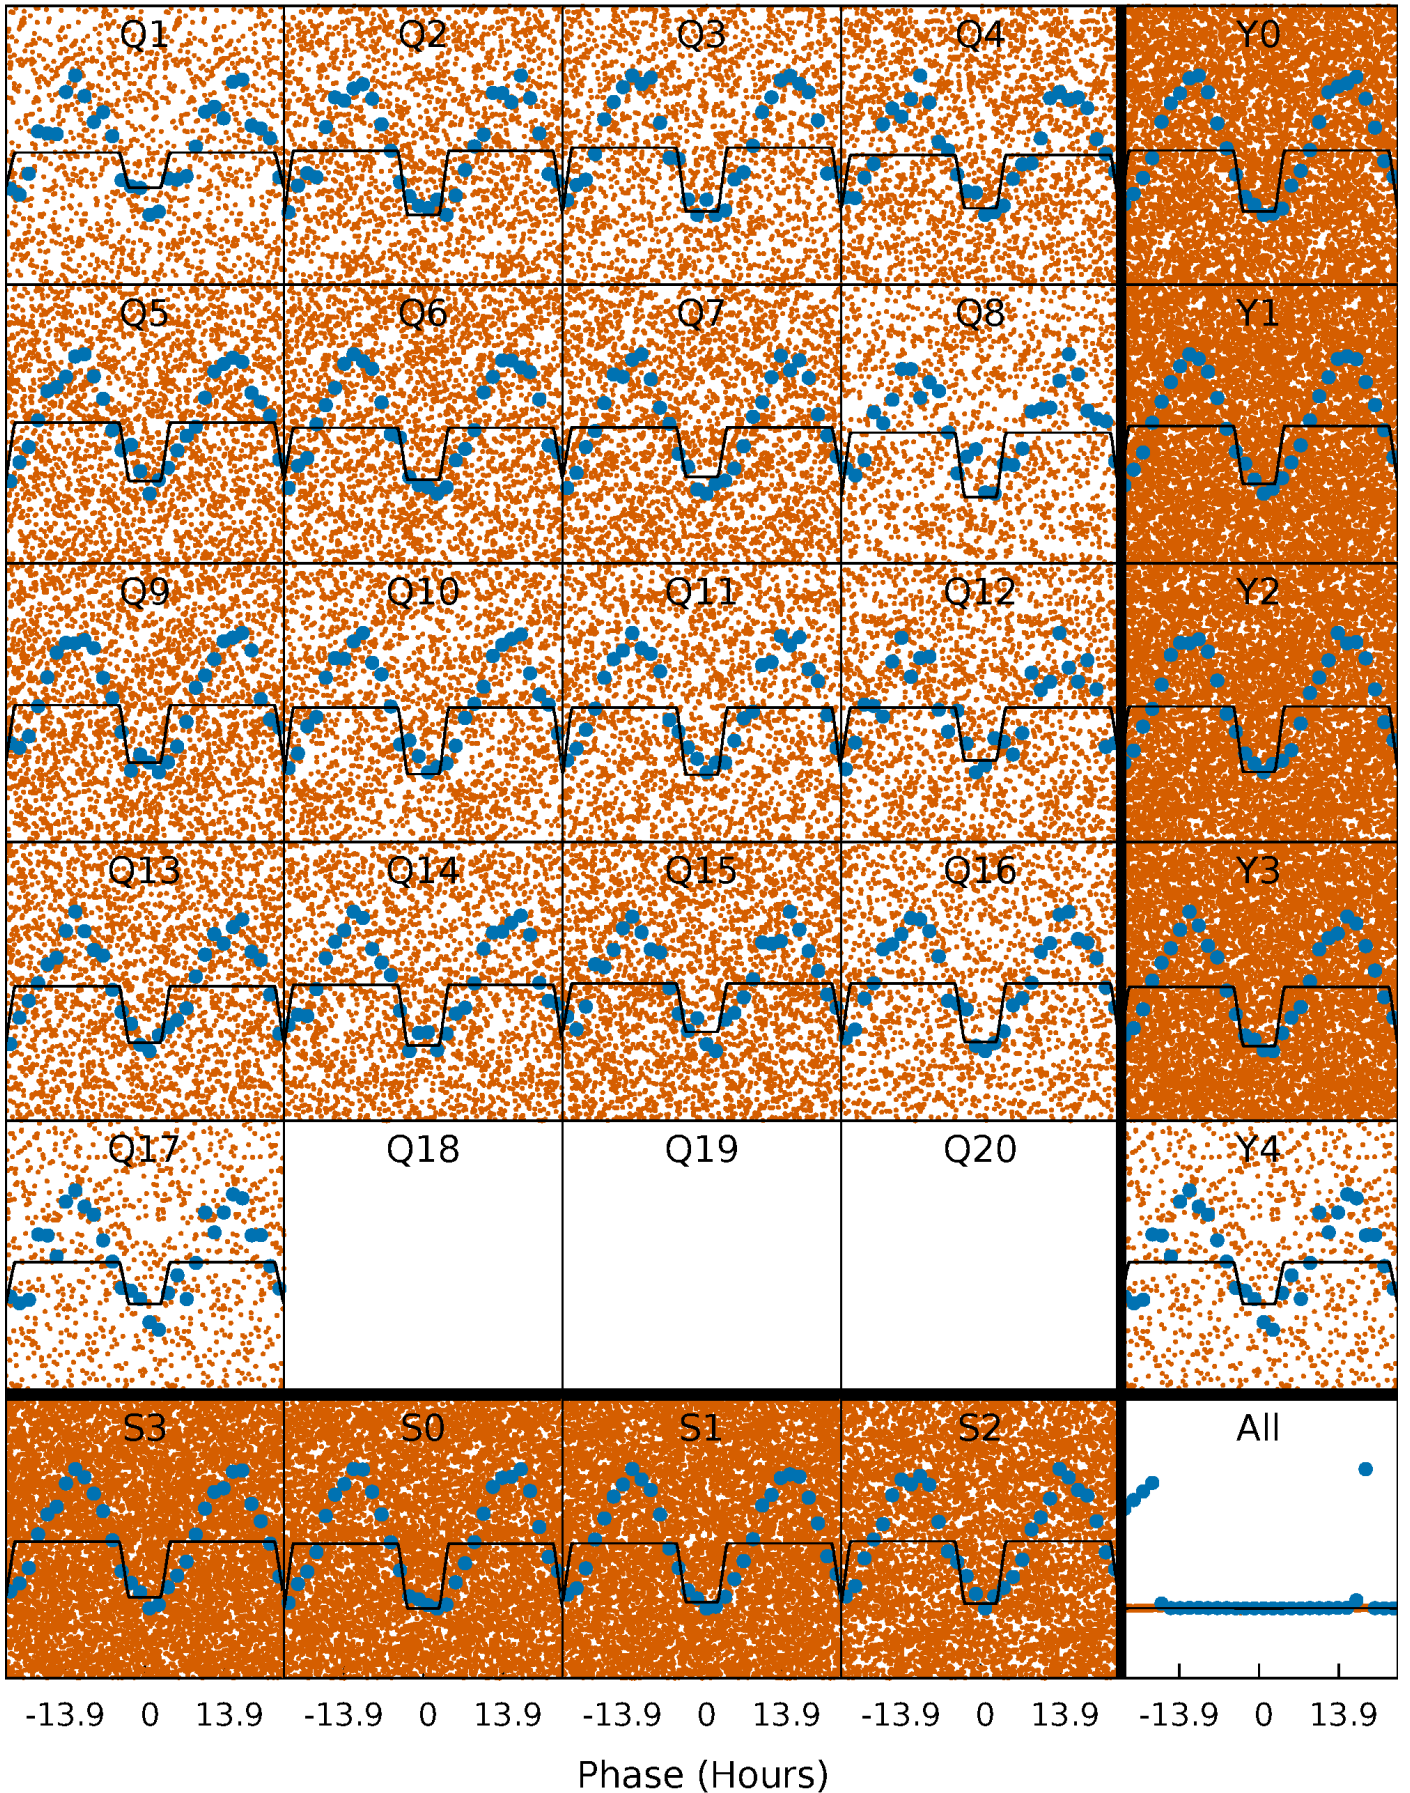 Q1 Q2 Q3 Q4 Y0
Q5 Q6 Q7 Q8 Y1
Q9 Q10 Q11 Q12 Y2
Q13 Q14 Q15 Q16 Y3
Q17 Q18 Q19 Q20 Y4
S3 S0 S1 S2 All
-13.9 0 13.9 -13.9 0 13.9 -13.9 0 13.9 -13.9 0 13.9 -13.9 0 13.9
Phase (Hours)